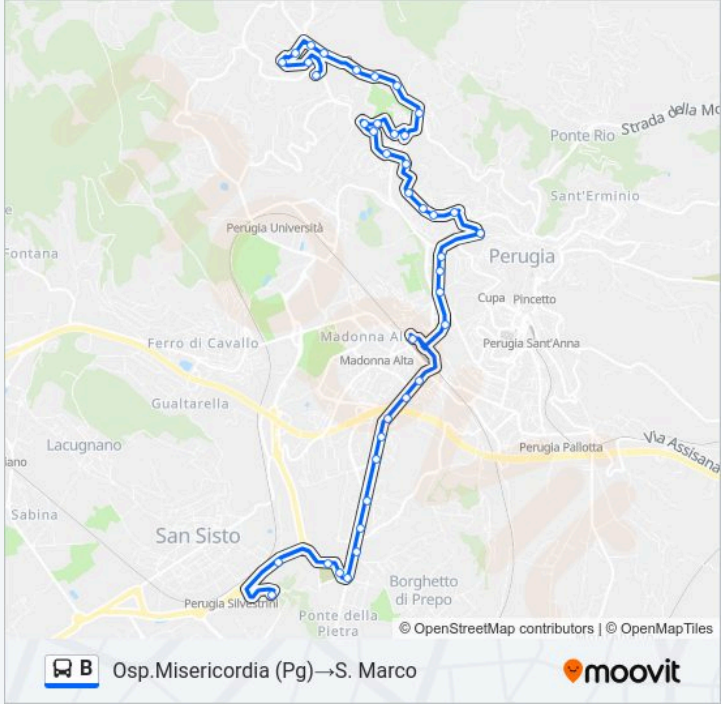 Ponte Rio
Strada della Mo
Sant'Erminio
Perugia Università
Fontana
Perugia
Cupa
Pincetto
Ferro di Cavallo
Madonna Al
Perugia Sant'Anna
Madonna Alta
Gualtarella
Lacugnano
Perugia Pallotta
Via Assisana
iano
Sabina
San Sisto
Borghetto
di Prepo
Perugia Silvestrini
Ponte della
Pietra
© OpenStreetMap contributors | © OpenMapTiles
B Osp.Misericordia (Pg)→S. Marco
moovit